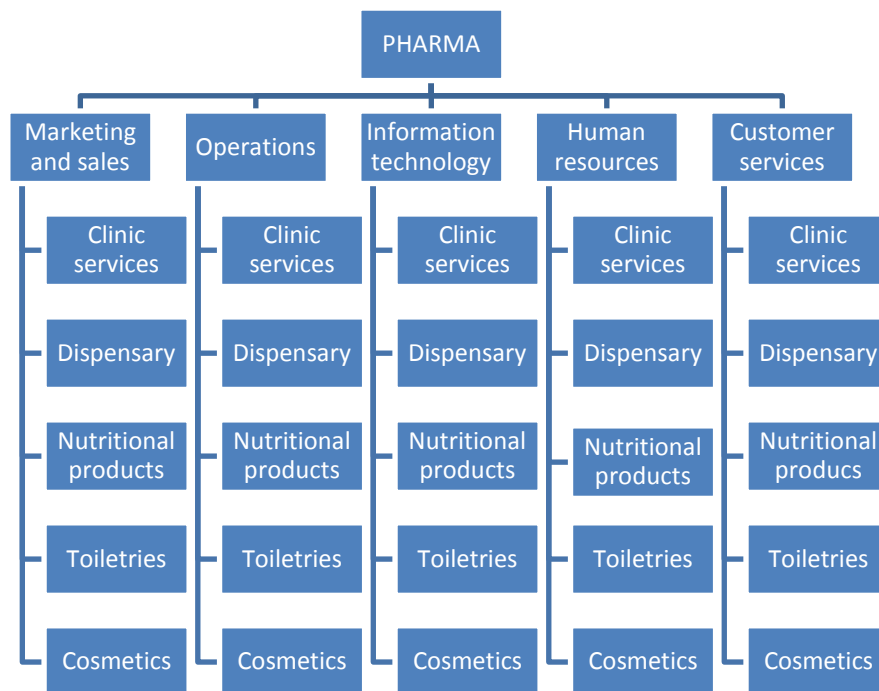 PHARMA
Marketing
and sales
Operations
Information
technology
Human
resources
Customer
services
Clinic
services
Clinic
services
Clinic
services
Clinic
services
Clinic
services
Dispensary
Dispensary
Dispensary
Dispensary
Dispensary
Nutritional
products
Nutritional
products
Nutritional
products
Nutritional
products
Nutritional
producs
Toiletries
Toiletries
Toiletries
Toiletries
Toiletries
Cosmetics
Cosmetics
Cosmetics
Cosmetics
Cosmetics